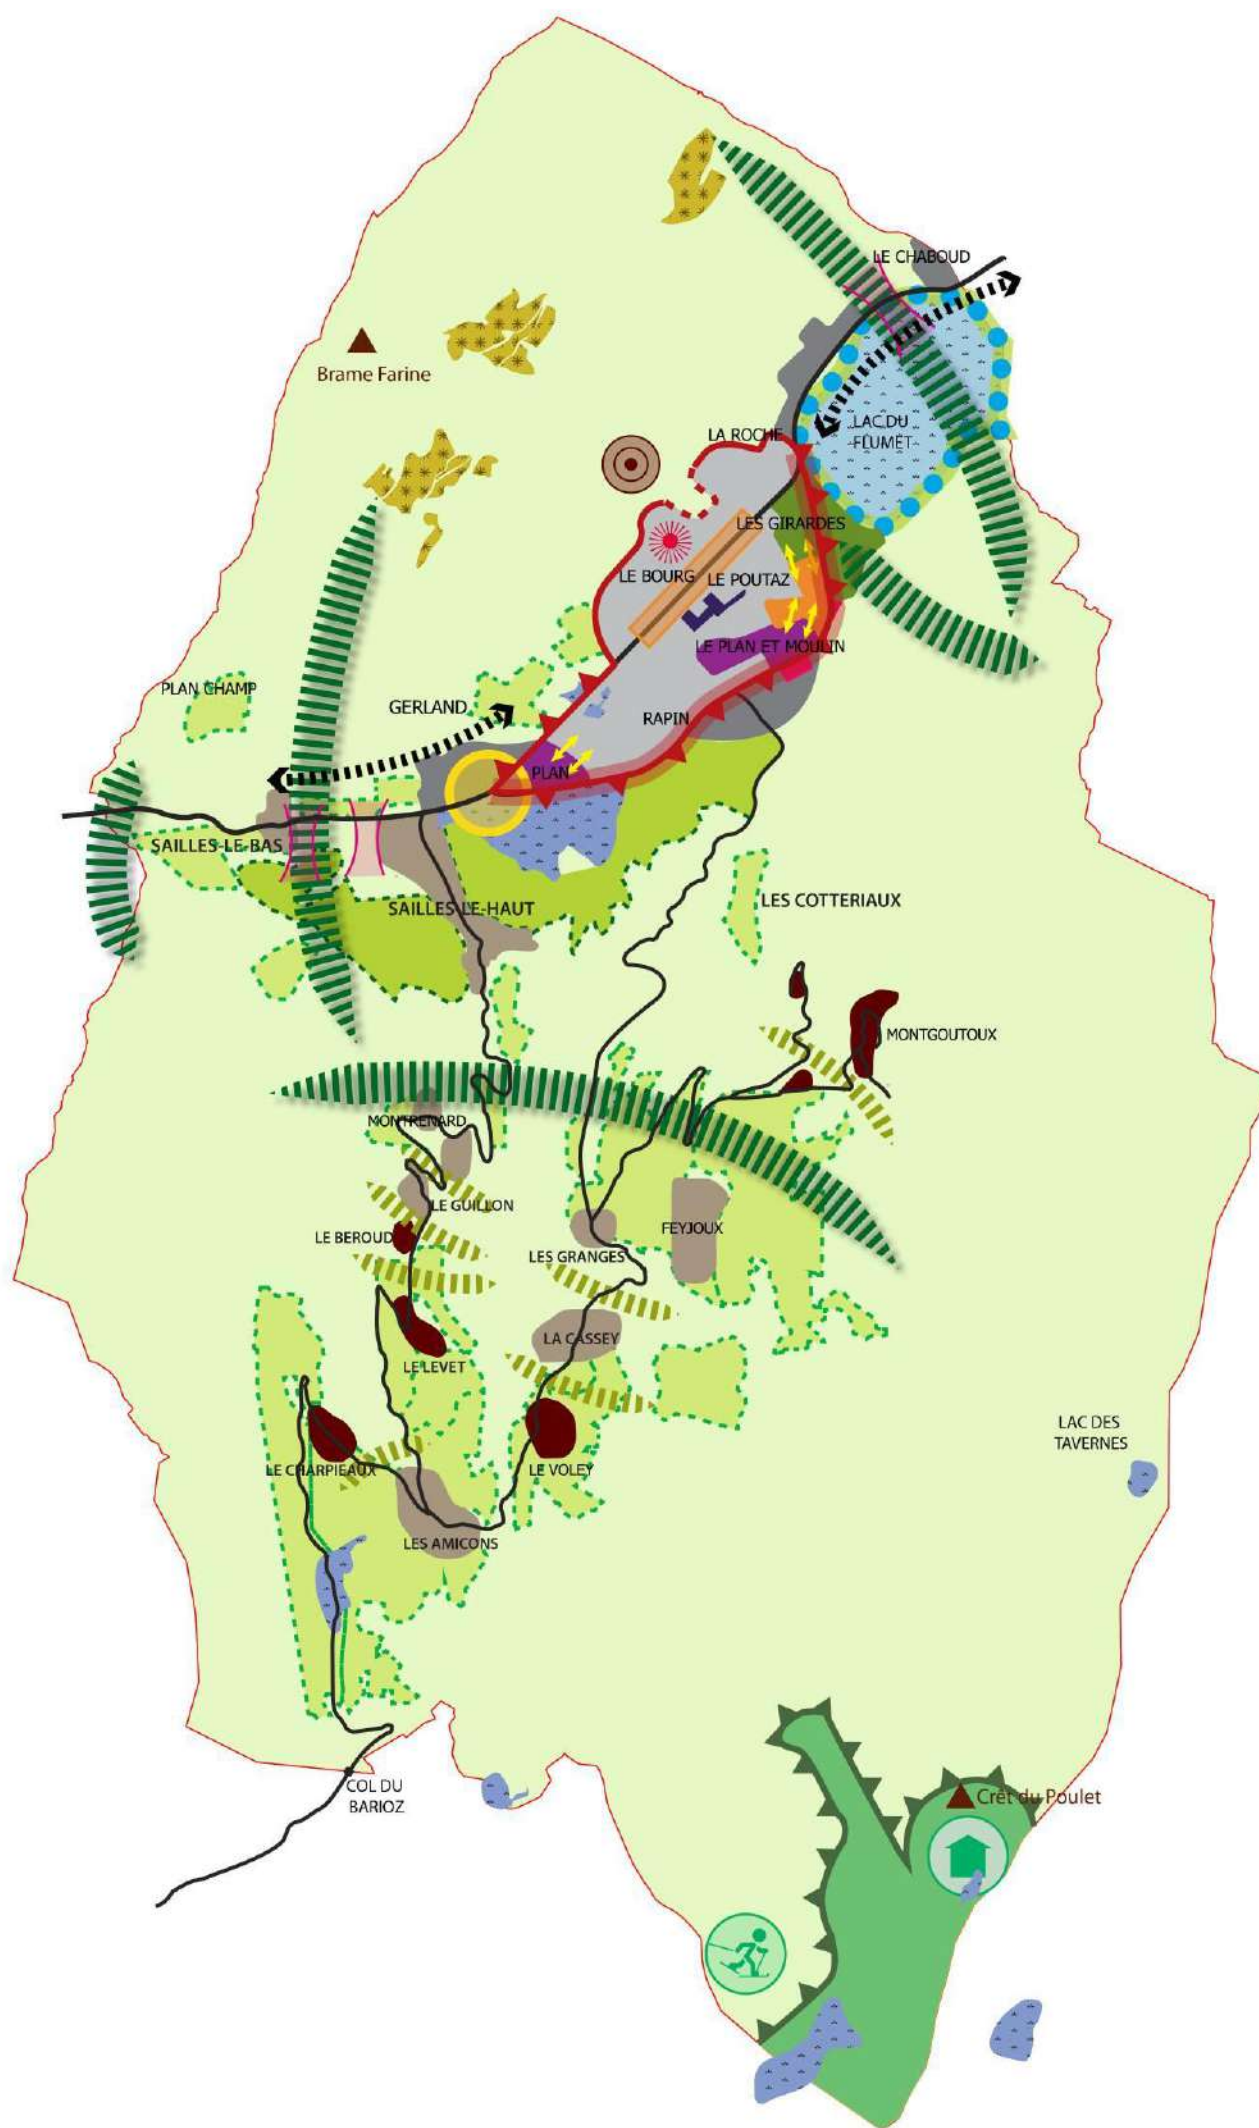 LE CHABOUD
Brame Farine
LAC DU
FLUMET
LA ROCHE
LES GIRARDES
LE BOURG
LE POUTAZ
LE PLAN ET MOULIN
PLAN CHAMP
GERLAND
RAPIN
PLAN
SAILLES-LE-BAS
SAILLES-LE-HAUT
LES COTTERIAUX
MONTGOUTOUX
MONTRENARD
LE GUILLON
LE BEROUD
FEYJOUX
LES GRANGES
LA CASSEY
LE LEVET
LAC DES
TAVERNES
LE CHARPIEAUX
LE VOLEY
LES AMICONS
COL DU
BARIOZ
Crêt du Poulet